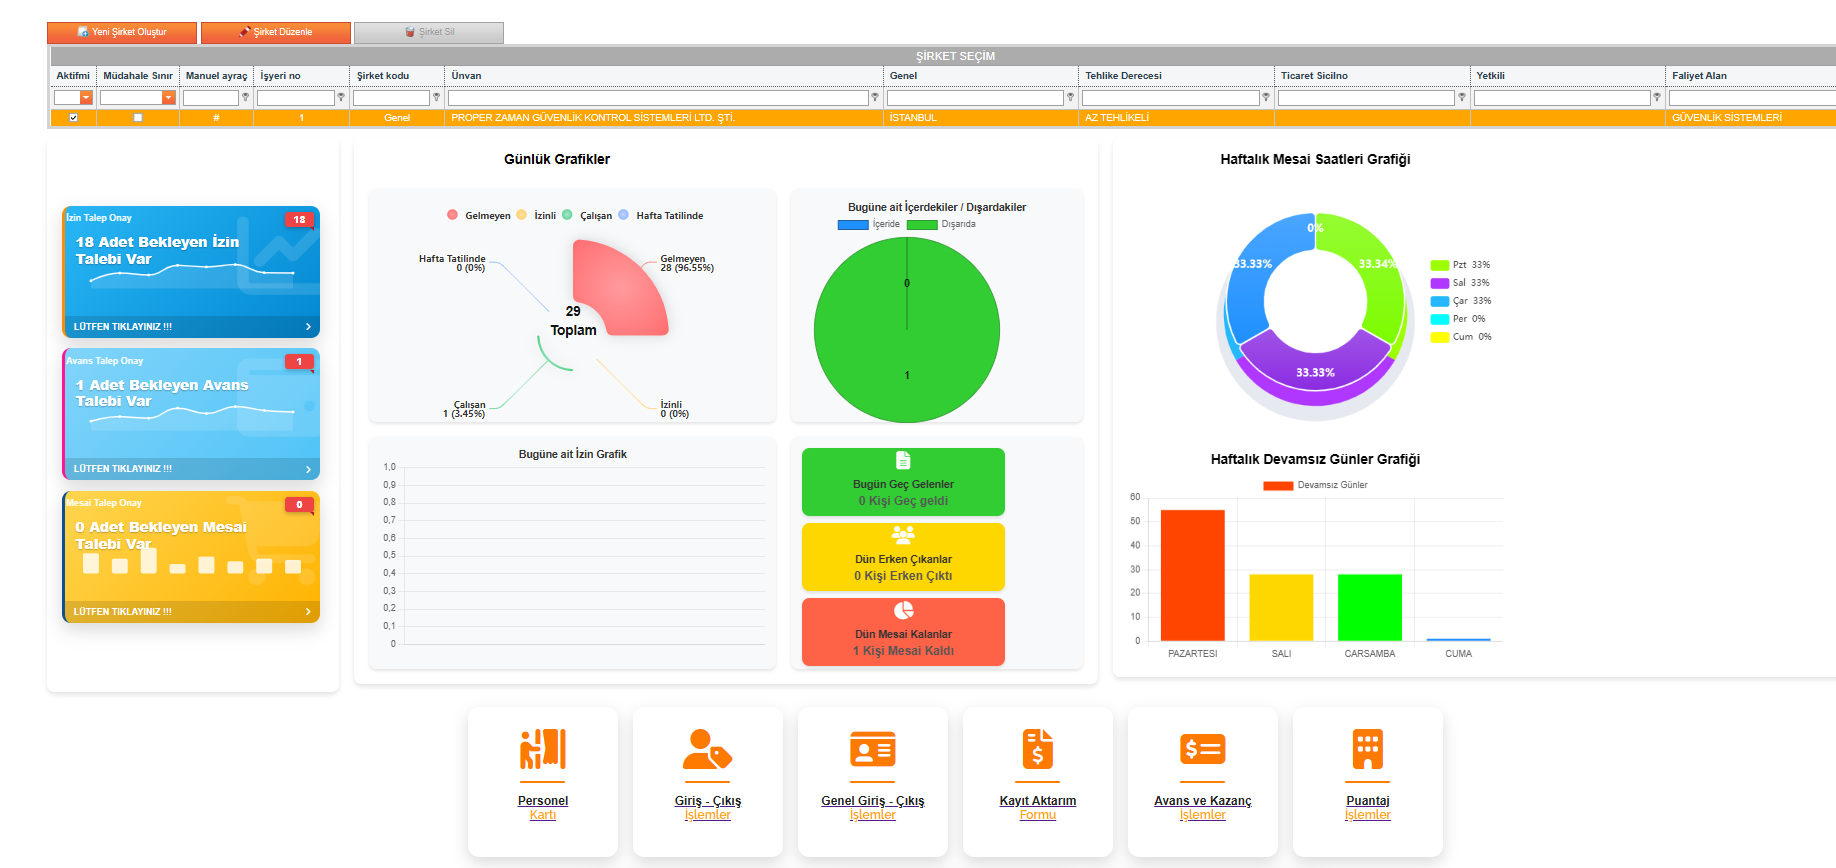 Yeni Şirket Oluştur
Şirket Düzenle
Şirket Sil
ŞİRKET SEÇİM
Aktifmi Müdahale Sınır Manuel ayraç İşyeri no Şirket kodu Ünvan Genel Tehlike Derecesi Ticaret Sicilno Yetkili Faliyet Alan
# 1 Genel PROPER ZAMAN GÜVENLİK KONTROL SİSTEMLERİ LTD. ŞTİ. İSTANBUL AZ TEHLİKELİ GÜVENLİK SİSTEMLERİ
İzin Talep Onay 18
18 Adet Bekleyen İzin
Talebi Var
LÜTFEN TIKLAYINIZ !!!
Avans Talep Onay 1
1 Adet Bekleyen Avans
Talebi Var
LÜTFEN TIKLAYINIZ !!!
Mesai Talep Onay 0
0 Adet Bekleyen Mesai
Talebi Var
LÜTFEN TIKLAYINIZ !!!
Günlük Grafikler
Gelmeyen İzinli Çalışan Hafta Tatilinde
Hafta Tatilinde
0 (0%)
Gelmeyen
28 (96.55%)
29
Toplam
Çalışan
1 (3.45%)
İzinli
0 (0%)
Bugüne ait İçerdekiler / Dışardakiler
İçeride Dışarıda
0
1
Bugüne ait İzin Grafik
1,0
0,9
0,8
0,7
0,6
0,5
0,4
0,3
0,2
0,1
0
Bugün Geç Gelenler
0 Kişi Geç geldi
Dün Erken Çıkanlar
0 Kişi Erken Çıktı
Dün Mesai Kalanlar
1 Kişi Mesai Kaldı
Haftalık Mesai Saatleri Grafiği
0%
33.33%
33.34%
33.33%
Pzt 33%
Sal 33%
Çar 33%
Per 0%
Cum 0%
Haftalık Devamsız Günler Grafiği
Devamsız Günler
60
50
40
30
20
10
0
PAZARTESI SALI CARSAMBA CUMA
Personel
Kartı
Giriş - Çıkış
İşlemler
Genel Giriş - Çıkış
İşlemler
Kayıt Aktarım
Formu
Avans ve Kazanç
İşlemler
Puantaj
İşlemler